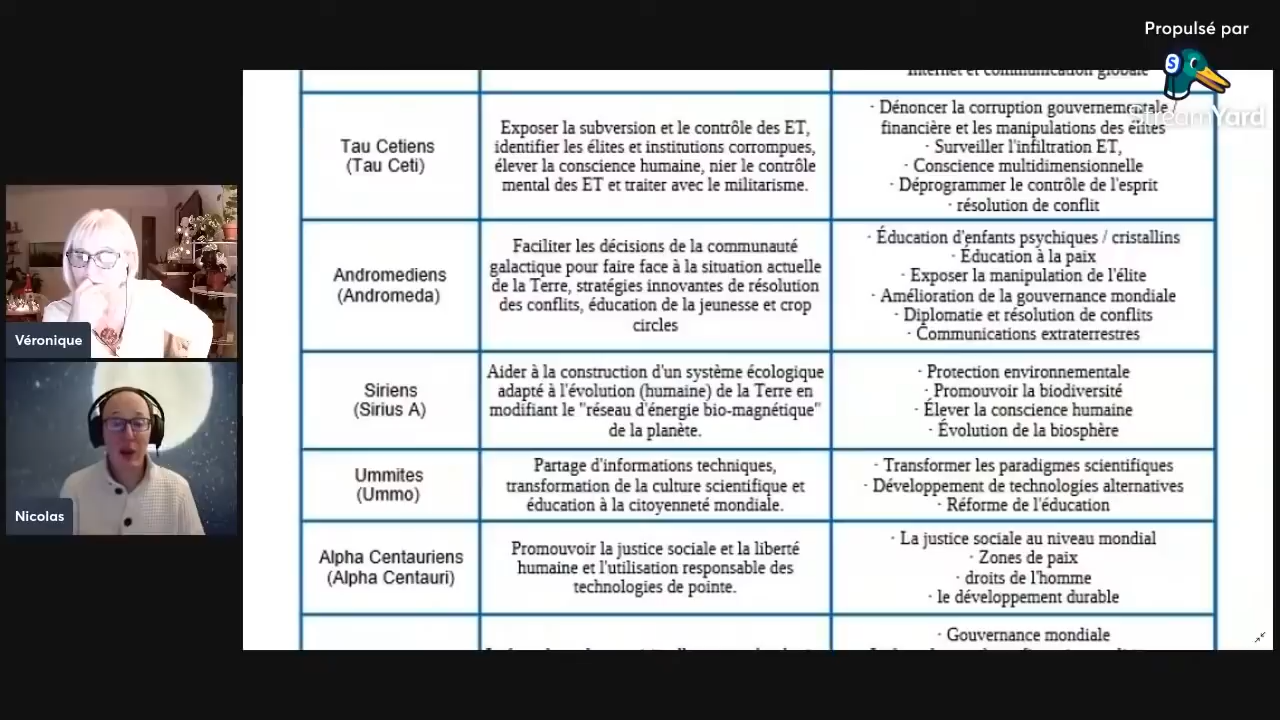 Propulsé par
S
StreamYard
Internet et communication globale
Tau Cetiens
(Tau Ceti)
Exposer la subversion et le contrôle des ET,
identifier les élites et institutions corrompues,
élever la conscience humaine, nier le contrôle
mental des ET et traiter avec le militarisme.
· Dénoncer la corruption gouvernementale /
financière et les manipulations des élites
· Surveiller l'infiltration ET,
· Conscience multidimensionnelle
· Déprogrammer le contrôle de l'esprit
· résolution de conflit
Andromediens
(Andromeda)
Faciliter les décisions de la communauté
galactique pour faire face à la situation actuelle
de la Terre, stratégies innovantes de résolution
des conflits, éducation de la jeunesse et crop
circles
· Éducation d'enfants psychiques / cristallins
· Éducation à la paix
· Exposer la manipulation de l'élite
· Amélioration de la gouvernance mondiale
· Diplomatie et résolution de conflits
· Communications extraterrestres
Siriens
(Sirius A)
Aider à la construction d'un système écologique
adapté à l'évolution (humaine) de la Terre en
modifiant le "réseau d'énergie bio-magnétique"
de la planète.
· Protection environnementale
· Promouvoir la biodiversité
· Élever la conscience humaine
· Évolution de la biosphère
Ummites
(Ummo)
Partage d'informations techniques,
transformation de la culture scientifique et
éducation à la citoyenneté mondiale.
· Transformer les paradigmes scientifiques
· Développement de technologies alternatives
· Réforme de l'éducation
Alpha Centauriens
(Alpha Centauri)
Promouvoir la justice sociale et la liberté
humaine et l'utilisation responsable des
technologies de pointe.
· La justice sociale au niveau mondial
· Zones de paix
· droits de l'homme
· le développement durable
· Gouvernance mondiale
Véronique
Nicolas